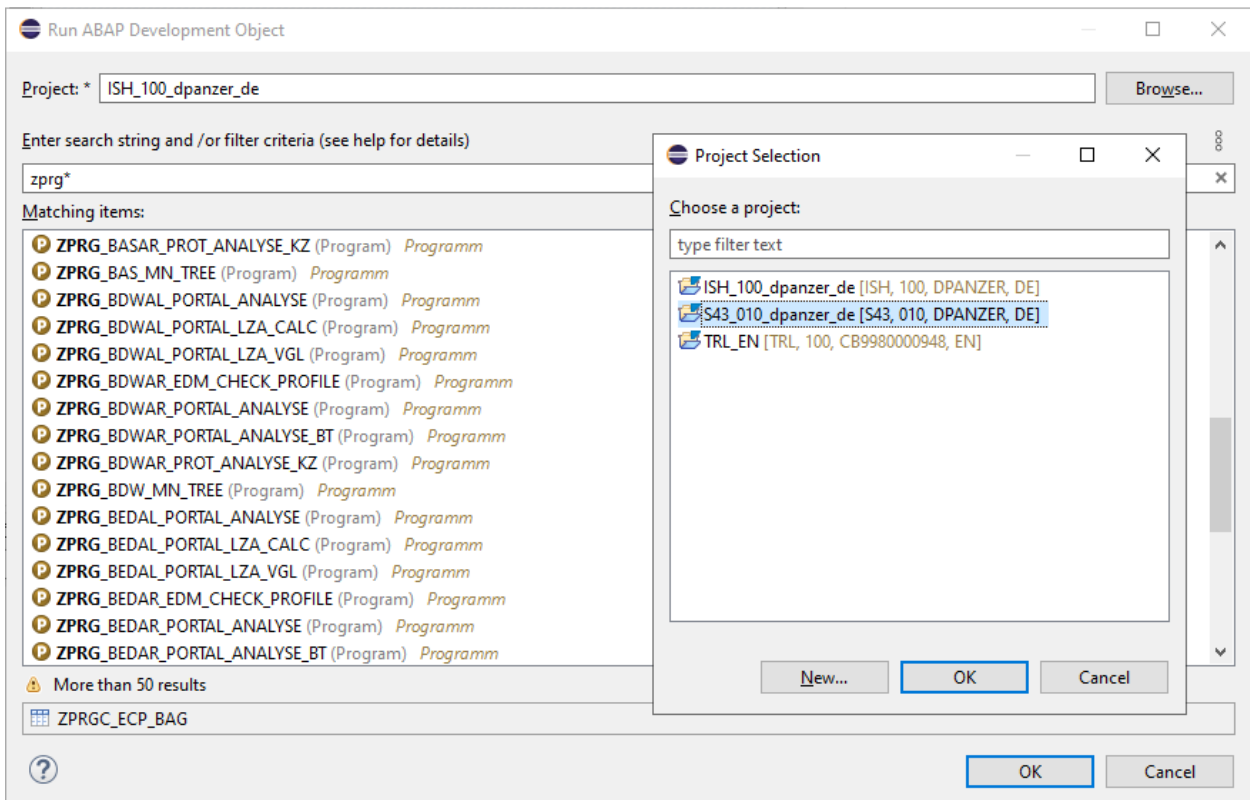 Run ABAP Development Object
Project: * ISH_100_dpanzer_de Browse...
Enter search string and /or filter criteria (see help for details)
zprg*
Matching items:
ZPRG_BASAR_PROT_ANALYSE_KZ (Program) Programm
ZPRG_BAS_MN_TREE (Program) Programm
ZPRG_BDWAL_PORTAL_ANALYSE (Program) Programm
ZPRG_BDWAL_PORTAL_LZA_CALC (Program) Programm
ZPRG_BDWAL_PORTAL_LZA_VGL (Program) Programm
ZPRG_BDWAR_EDM_CHECK_PROFILE (Program) Programm
ZPRG_BDWAR_PORTAL_ANALYSE (Program) Programm
ZPRG_BDWAR_PORTAL_ANALYSE_BT (Program) Programm
ZPRG_BDWAR_PROT_ANALYSE_KZ (Program) Programm
ZPRG_BDW_MN_TREE (Program) Programm
ZPRG_BEDAL_PORTAL_ANALYSE (Program) Programm
ZPRG_BEDAL_PORTAL_LZA_CALC (Program) Programm
ZPRG_BEDAL_PORTAL_LZA_VGL (Program) Programm
ZPRG_BEDAR_EDM_CHECK_PROFILE (Program) Programm
ZPRG_BEDAR_PORTAL_ANALYSE (Program) Programm
ZPRG_BEDAR_PORTAL_ANALYSE_BT (Program) Programm
More than 50 results
ZPRGC_ECP_BAG
OK Cancel
Project Selection
Choose a project:
type filter text
ISH_100_dpanzer_de [ISH, 100, DPANZER, DE]
S43_010_dpanzer_de [S43, 010, DPANZER, DE]
TRL_EN [TRL, 100, CB9980000948, EN]
New... OK Cancel